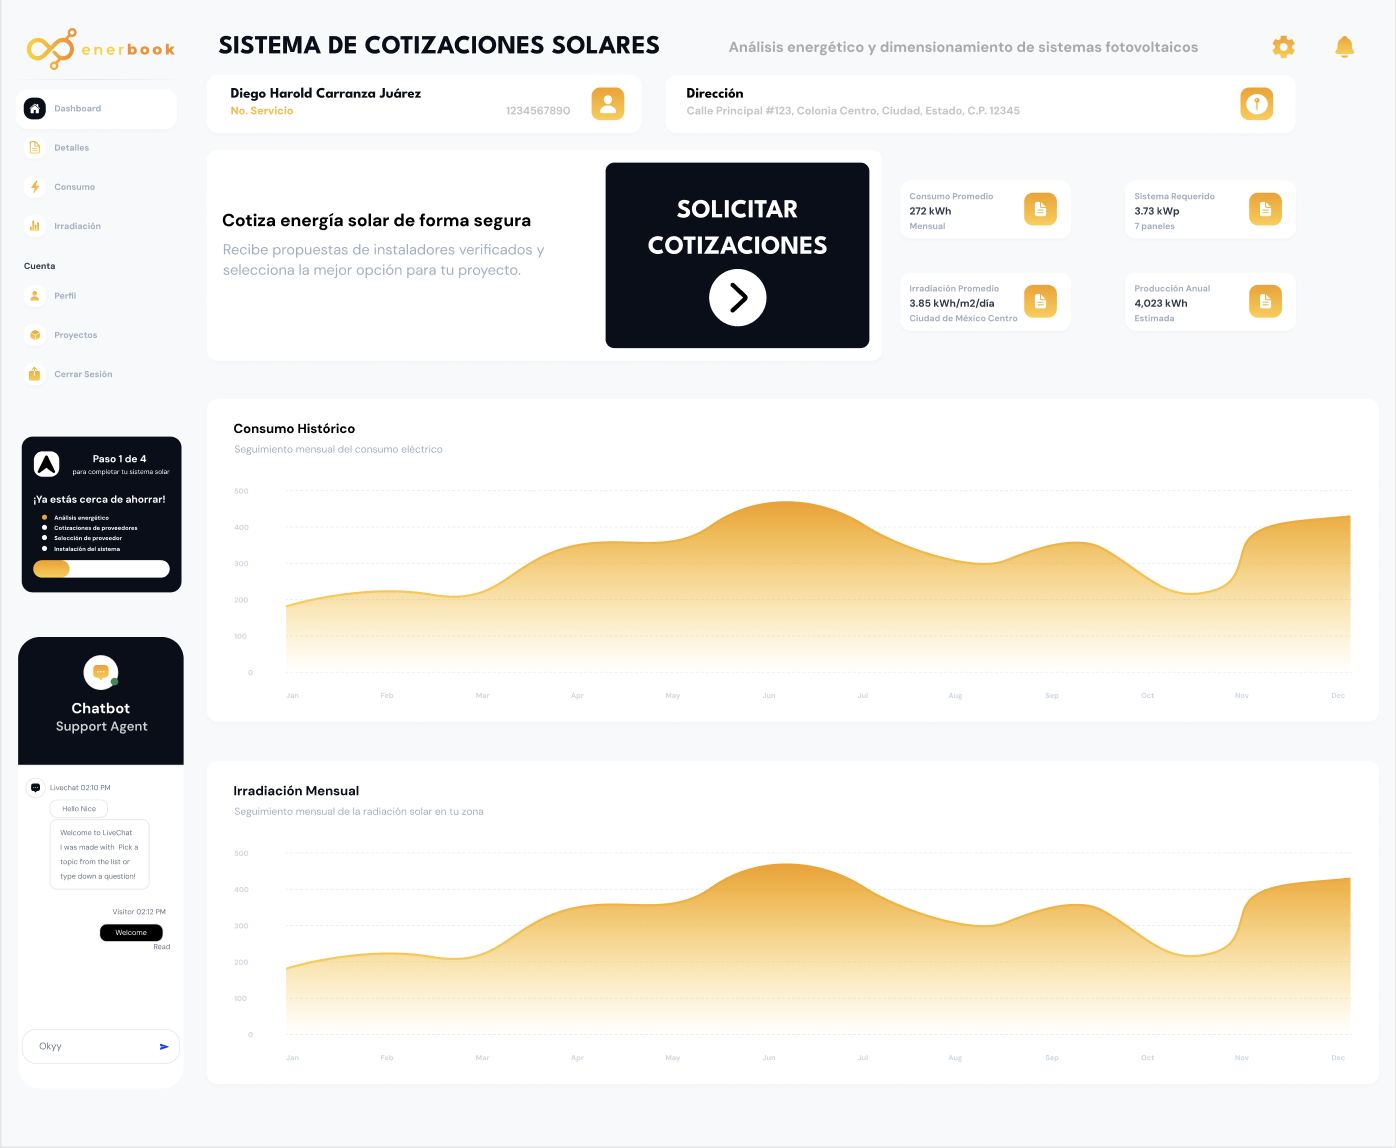 enerbook
SISTEMA DE COTIZACIONES SOLARES
Análisis energético y dimensionamiento de sistemas fotovoltaicos
Dashboard
Detalles
Consumo
Irradiación
Cuenta
Perfil
Proyectos
Cerrar Sesión
Diego Harold Carranza Juárez
No. Servicio
1234567890
Dirección
Calle Principal #123, Colonia Centro, Ciudad, Estado, C.P. 12345
Cotiza energía solar de forma segura
Recibe propuestas de instaladores verificados y
selecciona la mejor opción para tu proyecto.
SOLICITAR
COTIZACIONES
Consumo Promedio
272 kWh
Mensual
Sistema Requerido
3.73 kWp
7 paneles
Irradiación Promedio
3.85 kWh/m2/día
Ciudad de México Centro
Producción Anual
4,023 kWh
Estimada
Paso 1 de 4
para completar tu sistema solar
¡Ya estás cerca de ahorrar!
Análisis energético
Cotizaciones de proveedores
Selección de proveedor
Instalación del sistema
Chatbot
Support Agent
Livechat 02:10 PM
Hello Nice
Welcome to LiveChat
I was made with Pick a
topic from the list or
type down a question!
Visitor 02:12 PM
Welcome
Read
Okyy
Consumo Histórico
Seguimiento mensual del consumo eléctrico
500
400
300
200
100
0
Jan Feb Mar Apr May Jun Jul Aug Sep Oct Nov Dec
Irradiación Mensual
Seguimiento mensual de la radiación solar en tu zona
500
400
300
200
100
0
Jan Feb Mar Apr May Jun Jul Aug Sep Oct Nov Dec